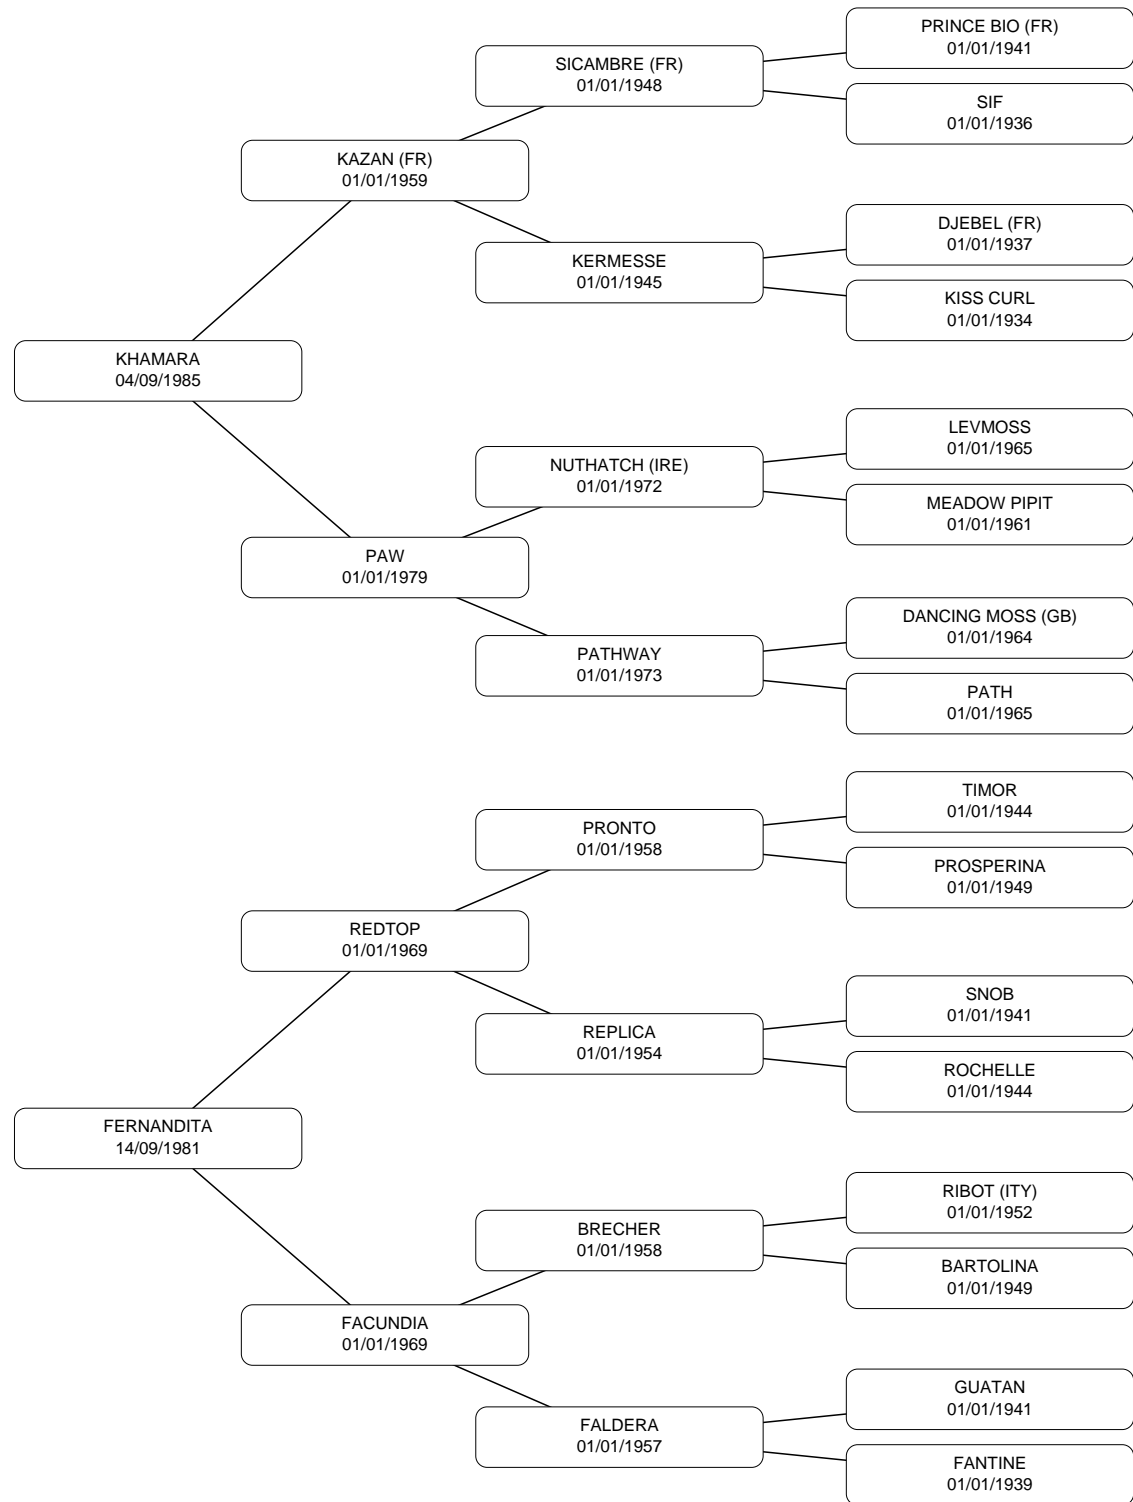 PRINCE BIO (FR)
01/01/1941
SICAMBRE (FR)
01/01/1948
SIF
01/01/1936
KAZAN (FR)
01/01/1959
DJEBEL (FR)
01/01/1937
KERMESSE
01/01/1945
KISS CURL
01/01/1934
KHAMARA
04/09/1985
LEVMOSS
01/01/1965
NUTHATCH (IRE)
01/01/1972
MEADOW PIPIT
01/01/1961
PAW
01/01/1979
DANCING MOSS (GB)
01/01/1964
PATHWAY
01/01/1973
PATH
01/01/1965
TIMOR
01/01/1944
PRONTO
01/01/1958
PROSPERINA
01/01/1949
REDTOP
01/01/1969
SNOB
01/01/1941
REPLICA
01/01/1954
ROCHELLE
01/01/1944
FERNANDITA
14/09/1981
RIBOT (ITY)
01/01/1952
BRECHER
01/01/1958
BARTOLINA
01/01/1949
FACUNDIA
01/01/1969
GUATAN
01/01/1941
FALDERA
01/01/1957
FANTINE
01/01/1939